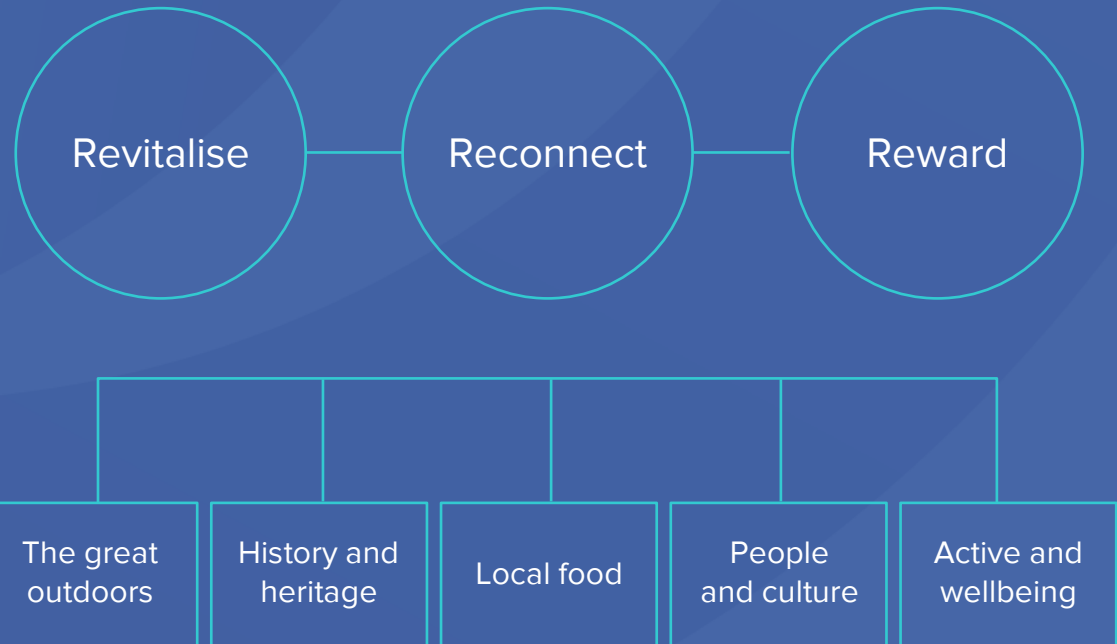 Revitalise
Reconnect
Reward
The great
outdoors
History and
heritage
Local food
People
and culture
Active and
wellbeing